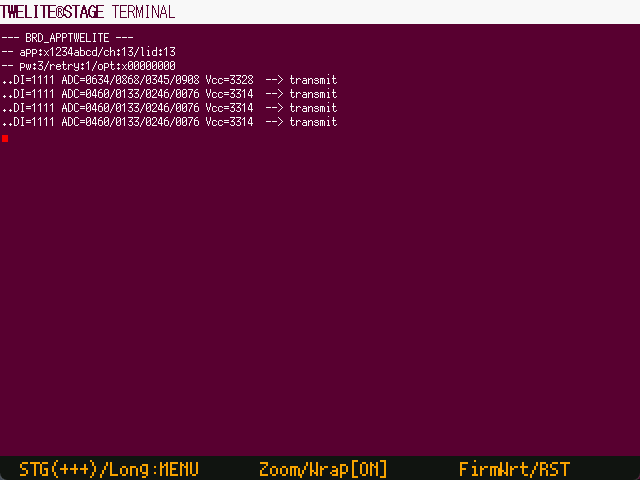 TWELITE®STAGE TERMINAL
--- BRD_APPTWELITE ---
-- app:x1234abcd/ch:13/lid:13
-- pw:3/retry:1/opt:x00000000
..DI=1111 ADC=0634/0868/0345/0908 Vcc=3328 --> transmit
..DI=1111 ADC=0460/0133/0246/0076 Vcc=3314 --> transmit
..DI=1111 ADC=0460/0133/0246/0076 Vcc=3314 --> transmit
..DI=1111 ADC=0460/0133/0246/0076 Vcc=3314 --> transmit
STG(+++)/Long:MENU Zoom/Wrap[ON] FirmWrt/RST